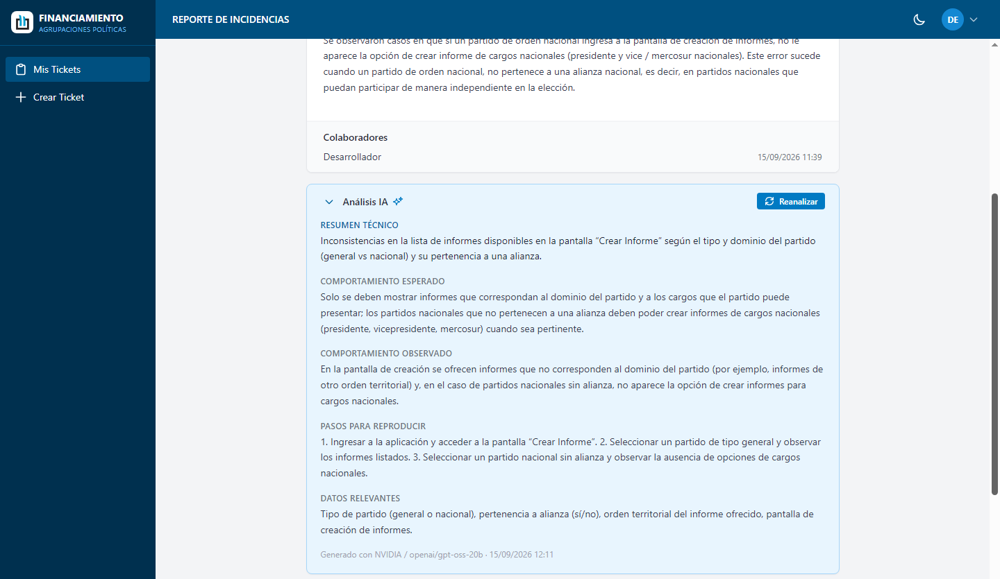 FINANCIAMIENTO
AGRUPACIONES POLÍTICAS
REPORTE DE INCIDENCIAS
DE
Mis Tickets
Crear Ticket
Se observaron casos en que si un partido de orden nacional ingresa a la pantalla de creación de informes, no le
aparece la opción de crear informe de cargos nacionales (presidente y vice / mercosur nacionales). Este error sucede
cuando un partido de orden nacional, no pertenece a una alianza nacional, es decir, en partidos nacionales que
puedan participar de manera independiente en la elección.
Colaboradores
Desarrollador
15/09/2026 11:39
Análisis IA
Reanalizar
RESUMEN TÉCNICO
Inconsistencias en la lista de informes disponibles en la pantalla “Crear Informe” según el tipo y dominio del partido
(general vs nacional) y su pertenencia a una alianza.
COMPORTAMIENTO ESPERADO
Solo se deben mostrar informes que correspondan al dominio del partido y a los cargos que el partido puede
presentar; los partidos nacionales que no pertenecen a una alianza deben poder crear informes de cargos nacionales
(presidente, vicepresidente, mercosur) cuando sea pertinente.
COMPORTAMIENTO OBSERVADO
En la pantalla de creación se ofrecen informes que no corresponden al dominio del partido (por ejemplo, informes de
otro orden territorial) y, en el caso de partidos nacionales sin alianza, no aparece la opción de crear informes para
cargos nacionales.
PASOS PARA REPRODUCIR
1. Ingresar a la aplicación y acceder a la pantalla “Crear Informe”. 2. Seleccionar un partido de tipo general y observar
los informes listados. 3. Seleccionar un partido nacional sin alianza y observar la ausencia de opciones de cargos
nacionales.
DATOS RELEVANTES
Tipo de partido (general o nacional), pertenencia a alianza (sí/no), orden territorial del informe ofrecido, pantalla de
creación de informes.
Generado con NVIDIA / openai/gpt-oss-20b · 15/09/2026 12:11